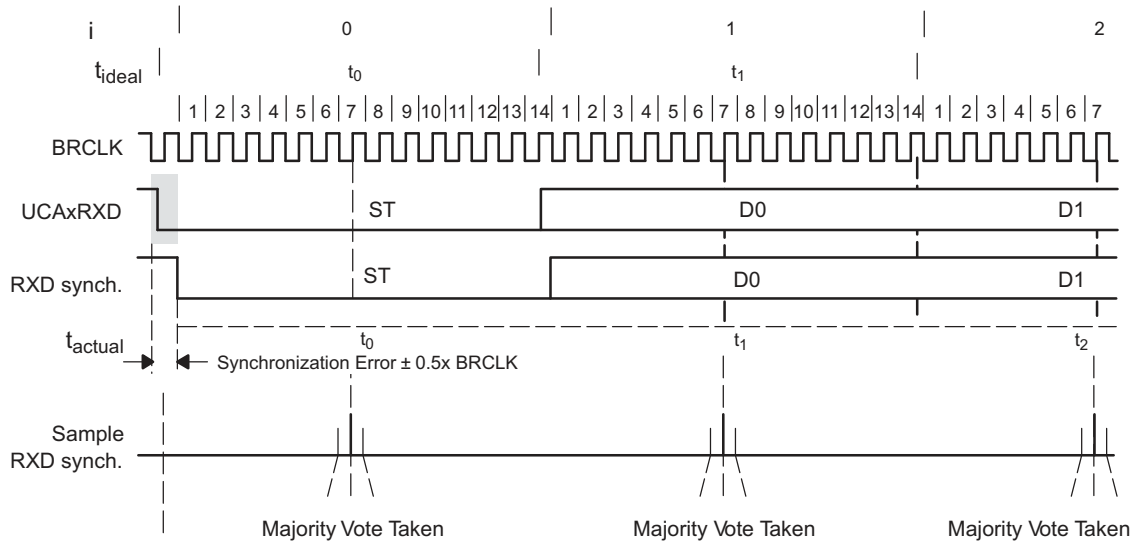 i 0 1 2
tideal t0 t1
1 2 3 4 5 6 7 8 9 10 11 12 13 14 1 2 3 4 5 6 7 8 9 10 11 12 13 14 1 2 3 4 5 6 7
BRCLK
UCAxRXD ST D0 D1
RXD synch. ST D0 D1
tactual t0 t1 t2
Synchronization Error ± 0.5x BRCLK
Sample
RXD synch.
Majority Vote Taken Majority Vote Taken Majority Vote Taken